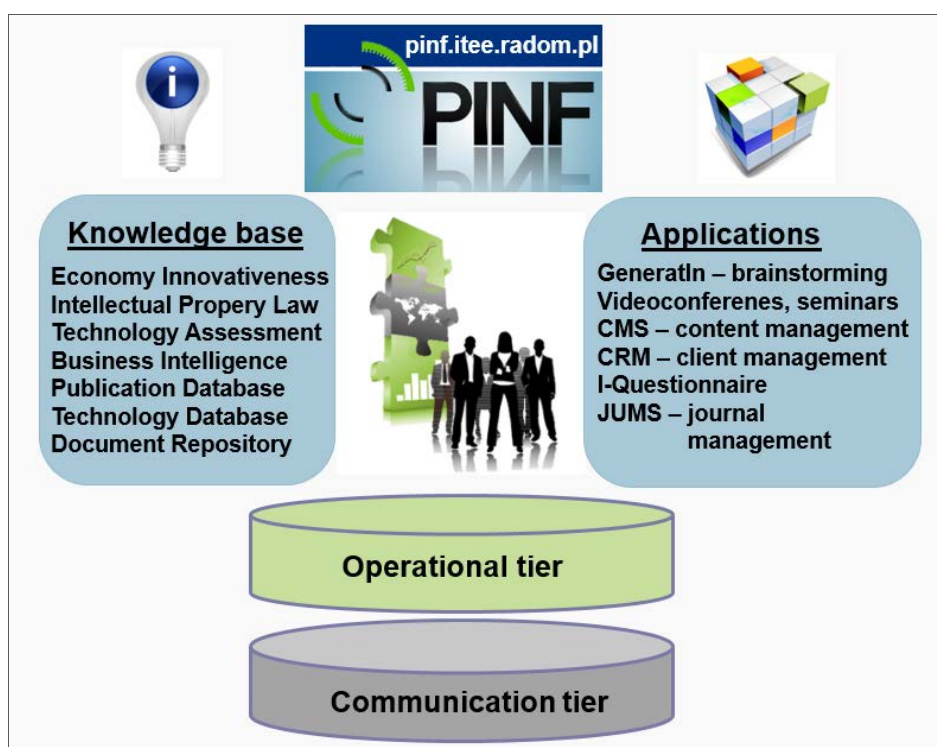 pinf.itee.radom.pl
PINF
i
Knowledge base
Economy Innovativeness
Intellectual Propery Law
Technology Assessment
Business Intelligence
Publication Database
Technology Database
Document Repository
Applications
GeneratIn – brainstorming
Videoconferenes, seminars
CMS – content management
CRM – client management
I-Questionnaire
JUMS – journal
management
Operational tier
Communication tier